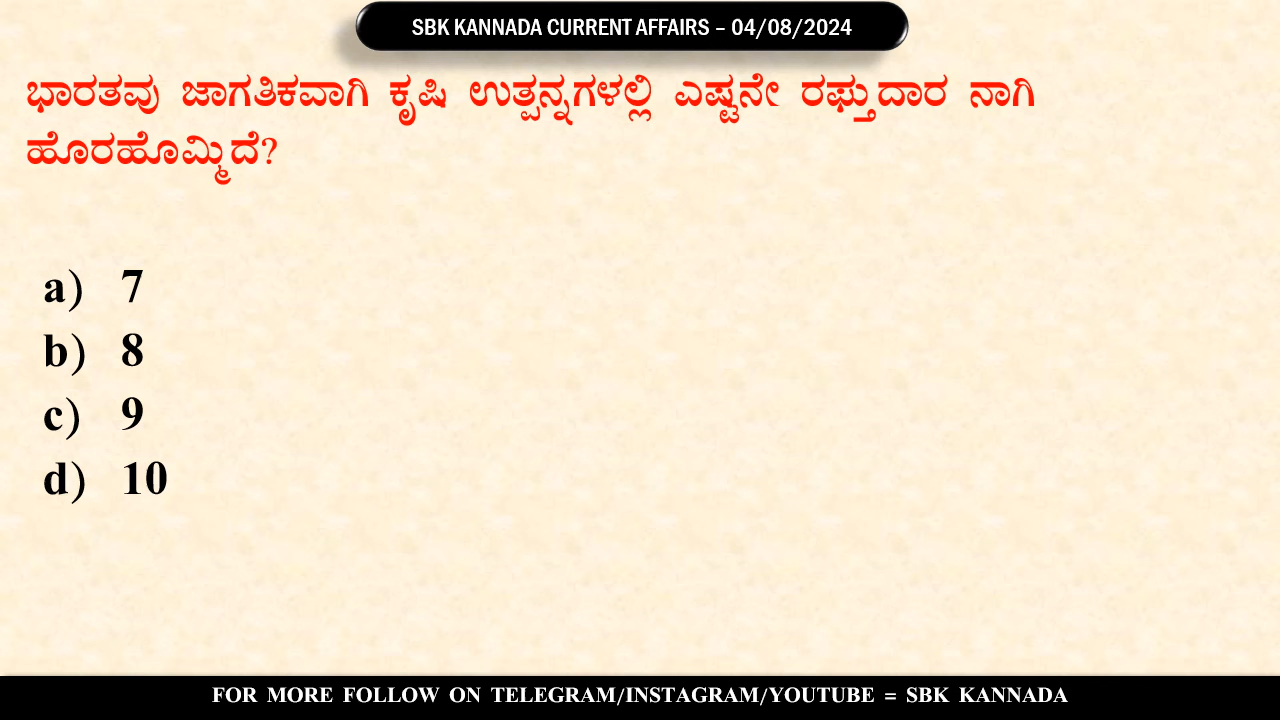 SBK KANNADA CURRENT AFFAIRS – 04/08/2024
ಭಾರತವು ಜಾಗತಿಕವಾಗಿ ಕೃಷಿ ಉತ್ಪನ್ನಗಳಲ್ಲಿ ಎಷ್ಟನೇ ರಫ್ತುದಾರ ನಾಗಿ
ಹೊರಹೊಮ್ಮಿದೆ?
a) 7
b) 8
c) 9
d) 10
FOR MORE FOLLOW ON TELEGRAM/INSTAGRAM/YOUTUBE = SBK KANNADA